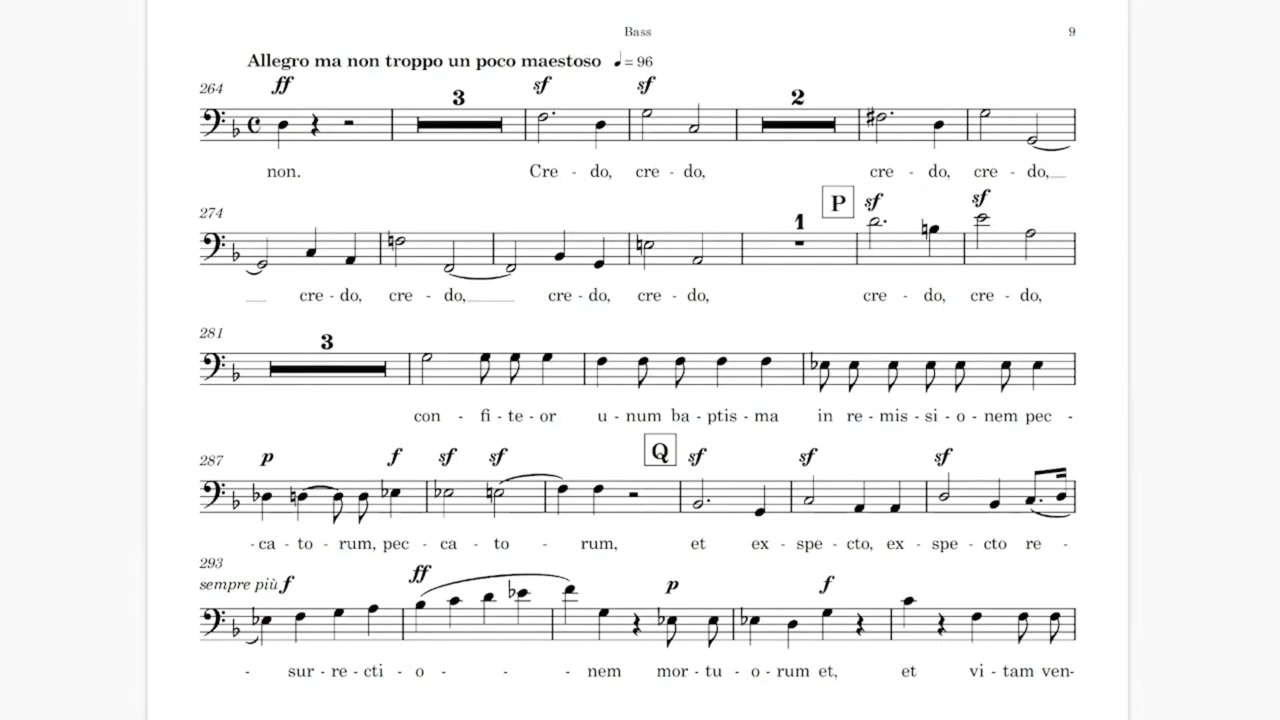 Bass
9
Allegro ma non troppo un poco maestoso ♩ = 96
264
ff
3
sf
sf
2
non. Cre - do, cre - do, cre - do, cre - do,
274
P
1
sf
sf
cre - do, cre - do, cre - do, cre - do, cre - do, cre - do,
281
3
con - fi - te - or u - num ba - ptis - ma in re - mis - si - o - nem pec -
287
p
f
sf
sf
Q
sf
sf
sf
- ca - to - rum, pec - ca - to - rum, et ex - spe - cto, ex - spe - cto re -
293
sempre più f
ff
p
f
- sur - re - cti - o - - - nem mor - tu - o - rum et, et vi - tam ven-